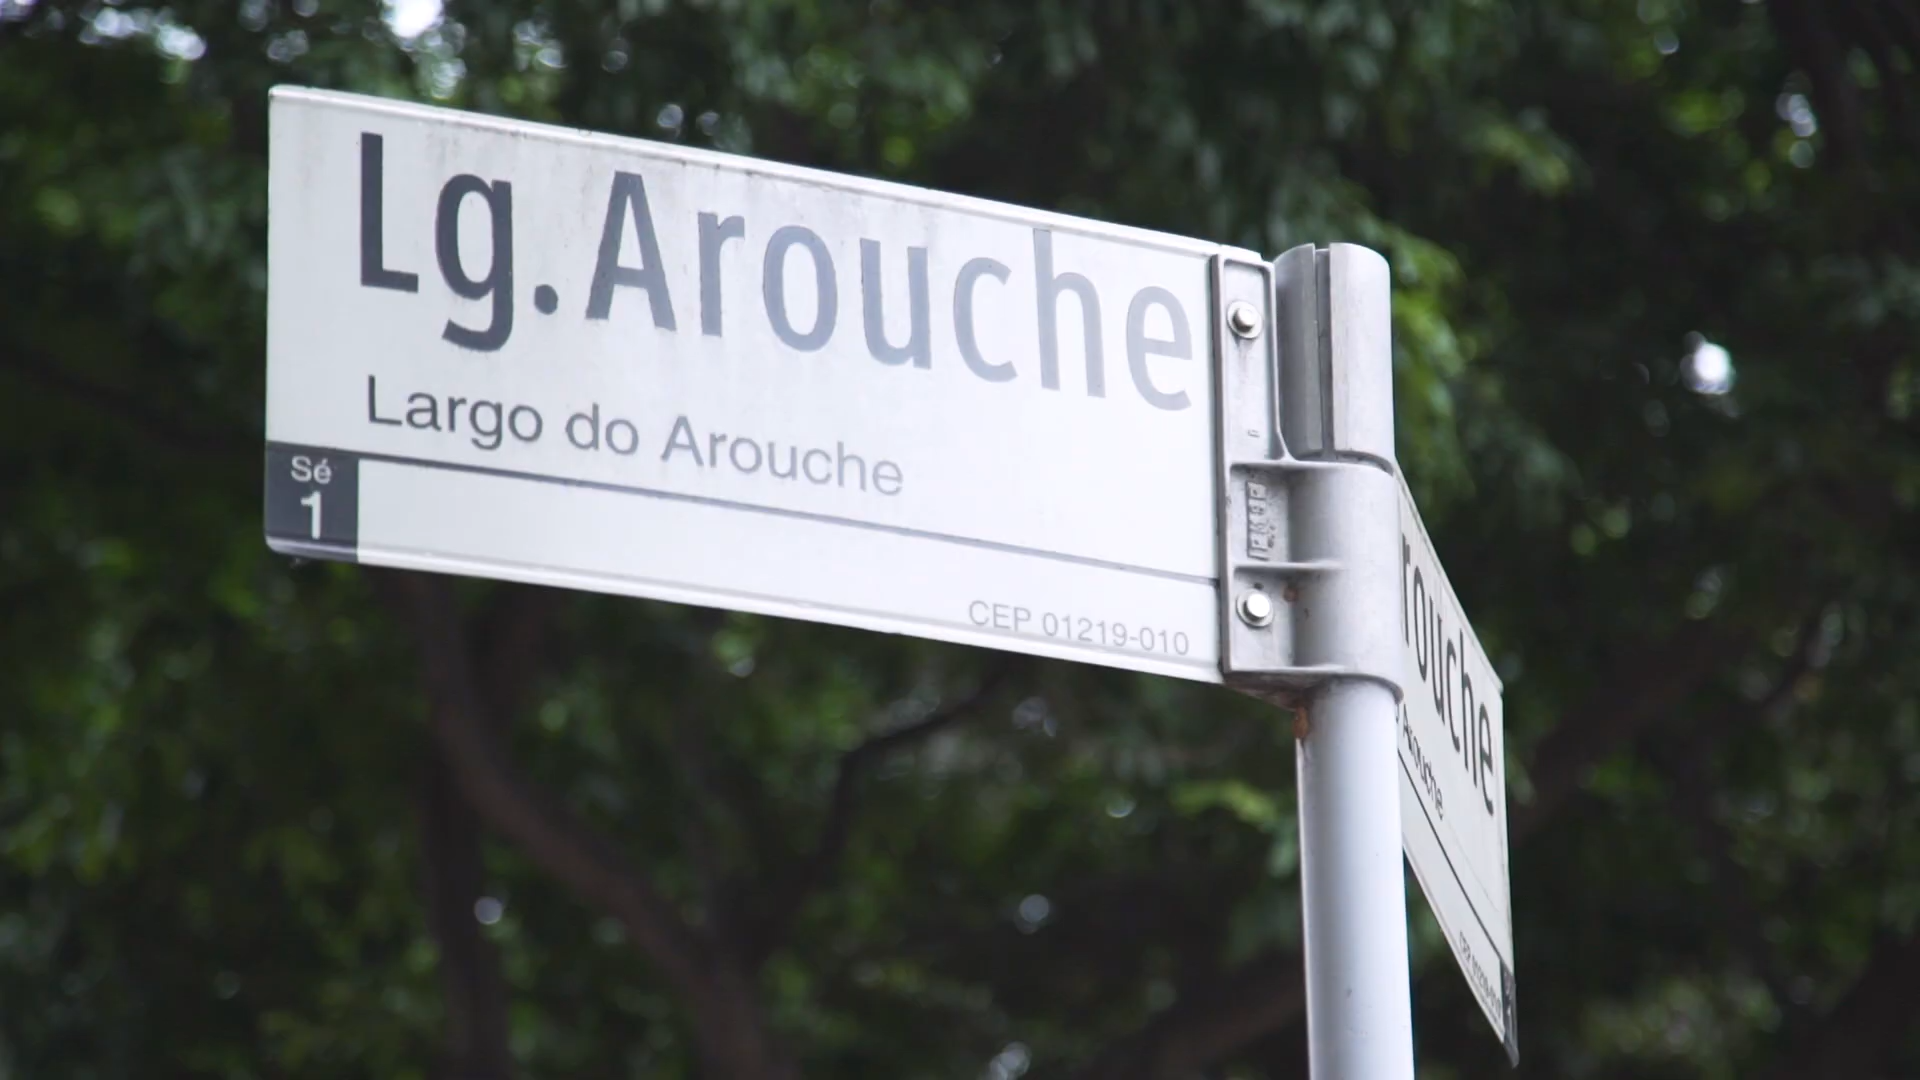 Lg. Arouche
Largo do Arouche
Sé
1
CEP 01219-010
rouche
Arouche